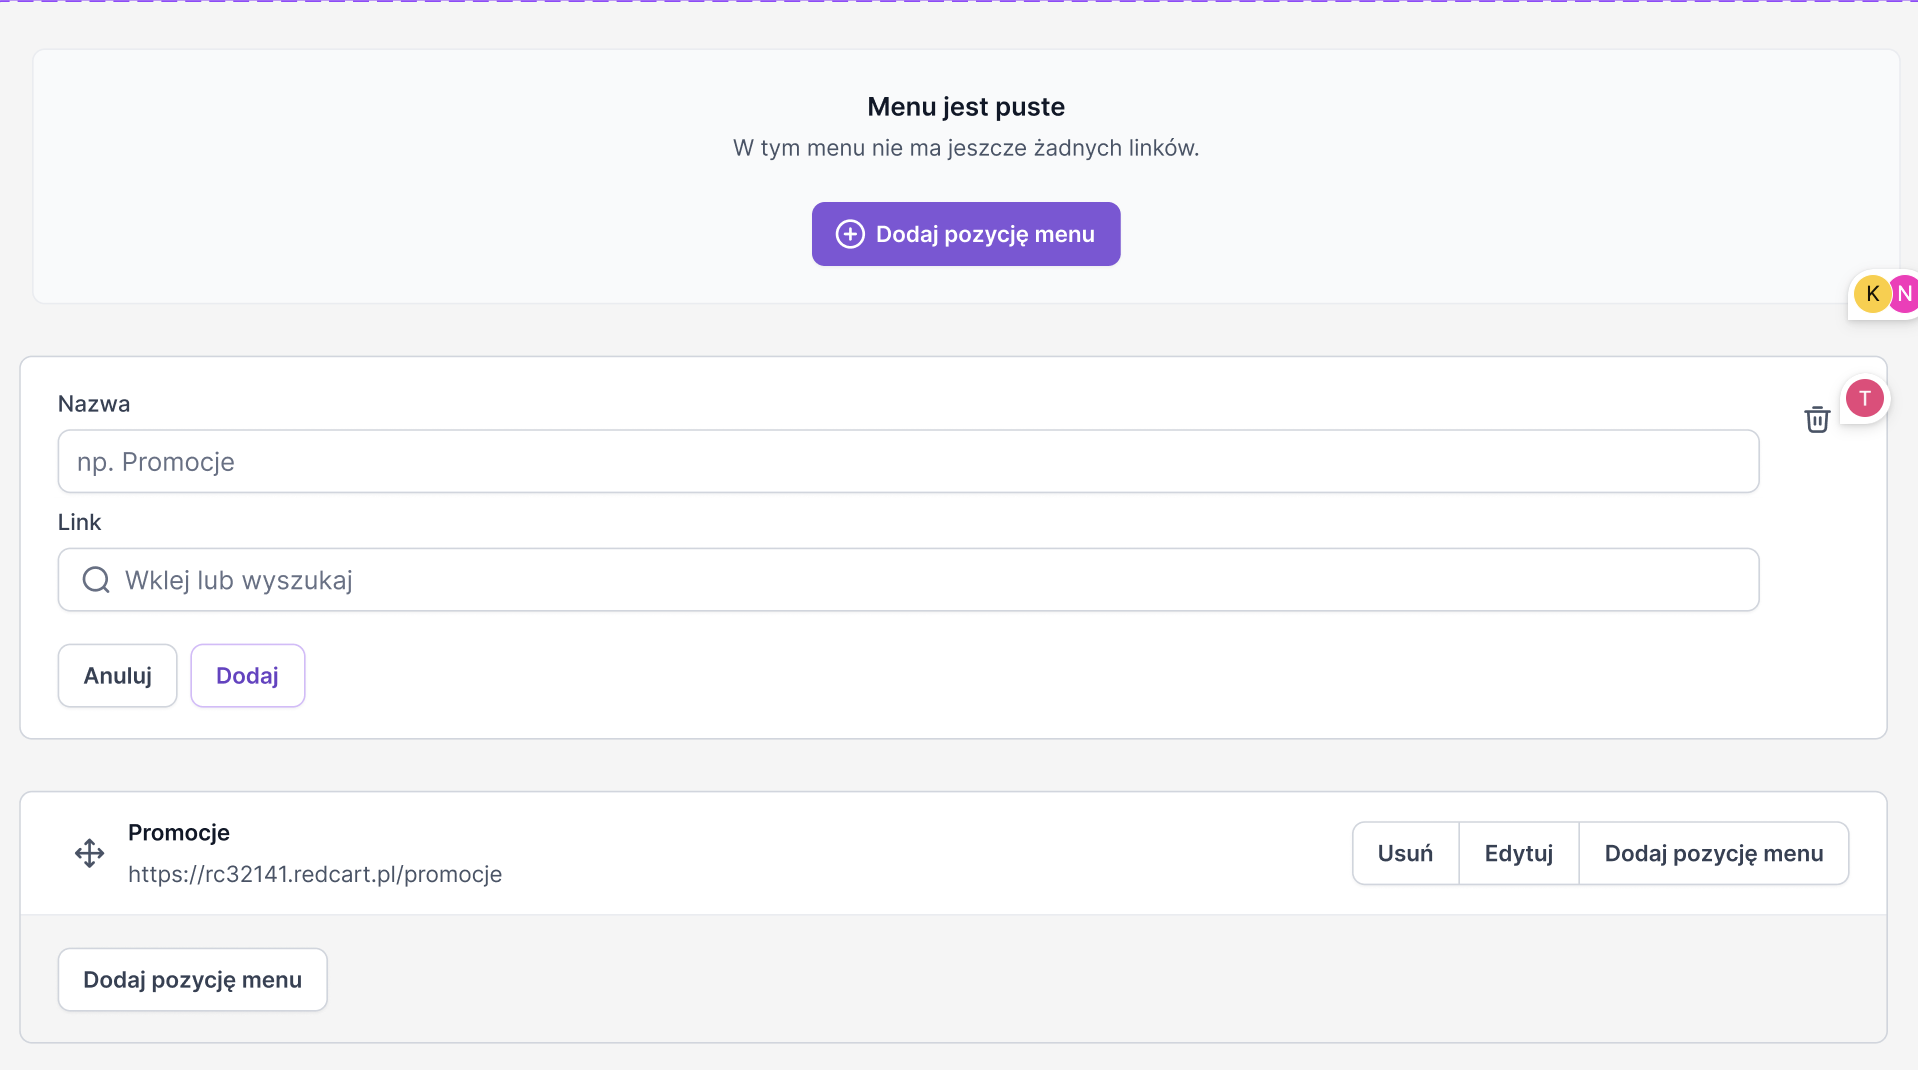 Menu jest puste
W tym menu nie ma jeszcze żadnych linków.
Dodaj pozycję menu
K N
Nazwa
T
np. Promocje
Link
Wklej lub wyszukaj
Anuluj Dodaj
Promocje
https://rc32141.redcart.pl/promocje
Usuń Edytuj Dodaj pozycję menu
Dodaj pozycję menu